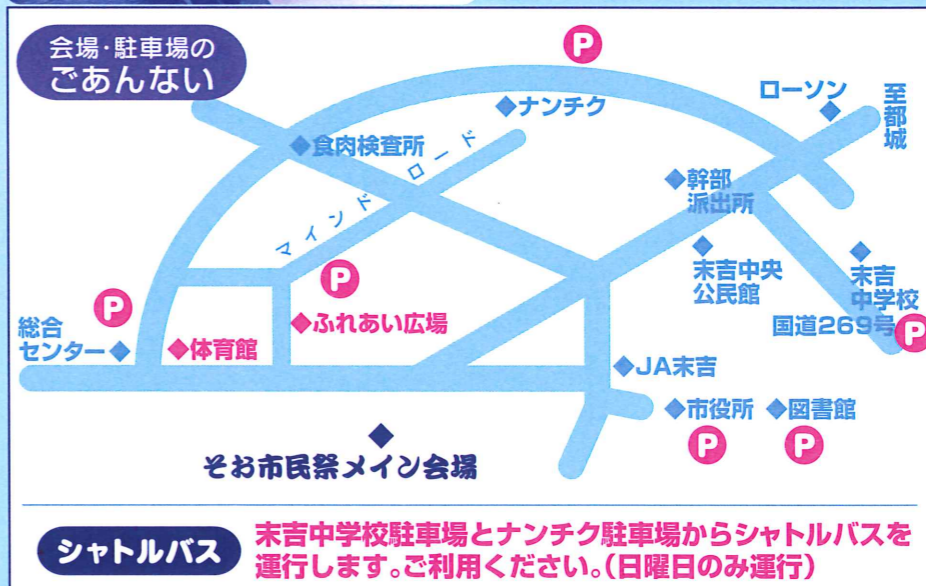 会場・駐車場の
ごあんない
P
ローソン
至都城
ナンチク
食肉検査所
マインドロード
幹部
派出所
末吉中央
公民館
末吉
中学校
国道269号
P
P
P
総合
センター
ふれあい広場
体育館
JA末吉
市役所
図書館
P
P
そお市民祭メイン会場
シャトルバス
末吉中学校駐車場とナンチク駐車場からシャトルバスを
運行します。ご利用ください。(日曜日のみ運行)